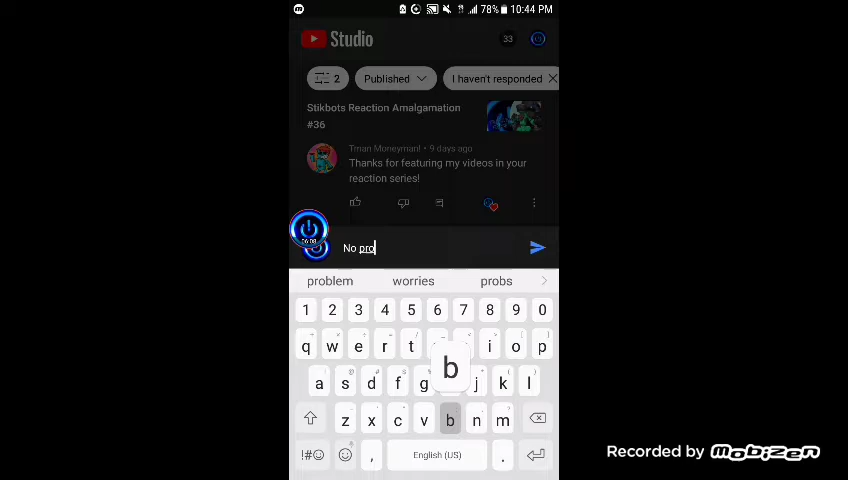 78% 10:44 PM
Studio
33
2
Published
I haven't responded
Stikbots Reaction Amalgamation
#36
Tman Moneyman! • 9 days ago
Thanks for featuring my videos in your
reaction series!
06:08
No pro
problem worries probs
1 2 3 4 5 6 7 8 9 0
q w e r t i o p
b
a s d f g j k l
z x c v b n m
!#☺ , English (US) .
Recorded by MOBIZEN